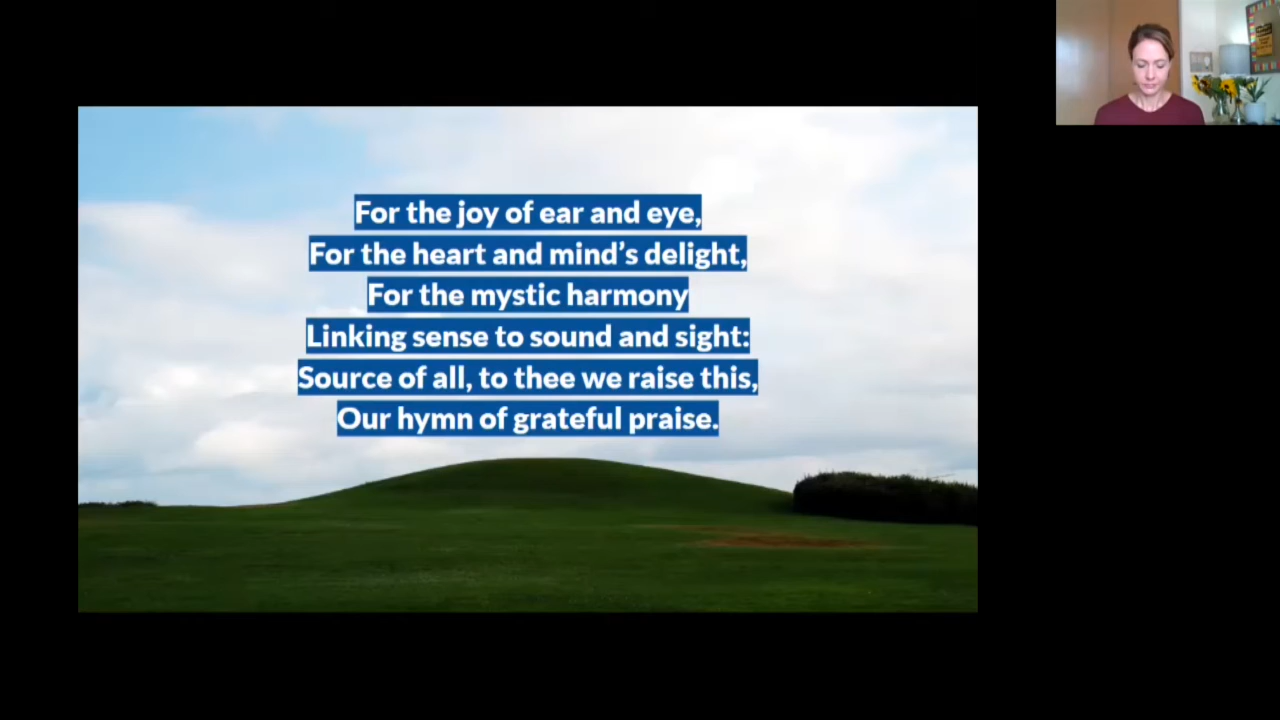 For the joy of ear and eye,
For the heart and mind’s delight,
For the mystic harmony
Linking sense to sound and sight:
Source of all, to thee we raise this,
Our hymn of grateful praise.